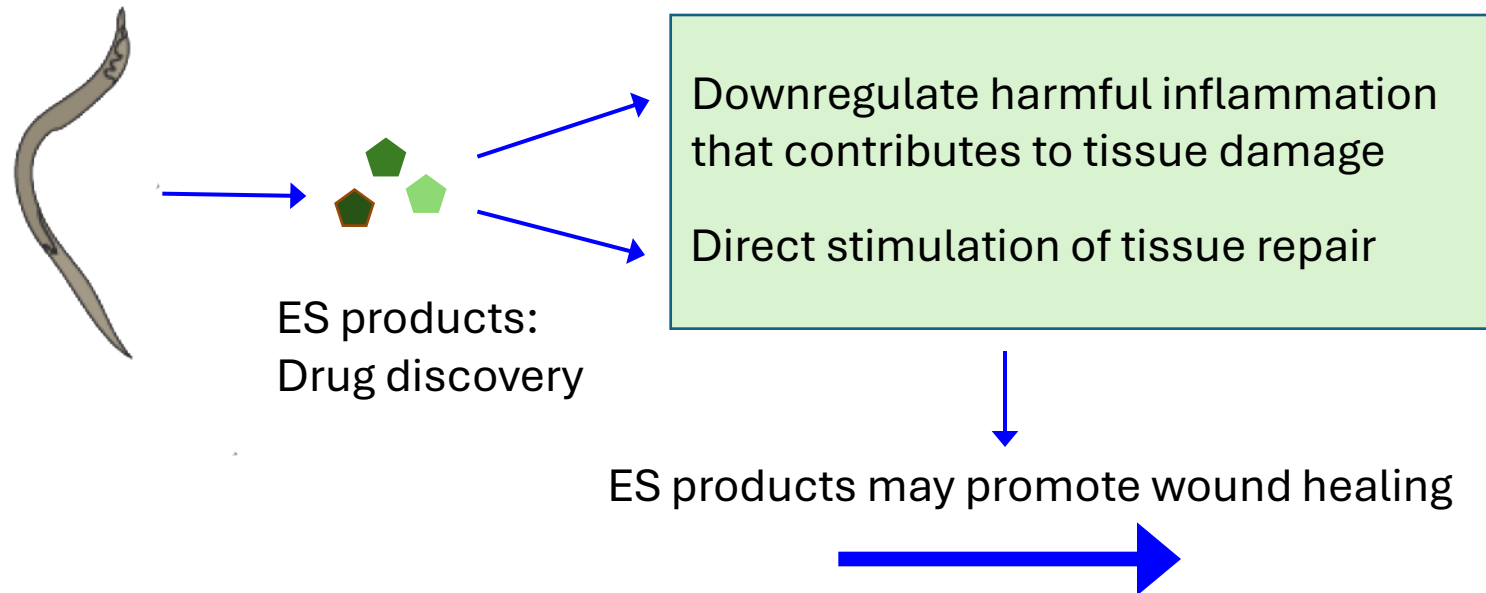 Downregulate harmful inflammation
that contributes to tissue damage
Direct stimulation of tissue repair
ES products:
Drug discovery
ES products may promote wound healing